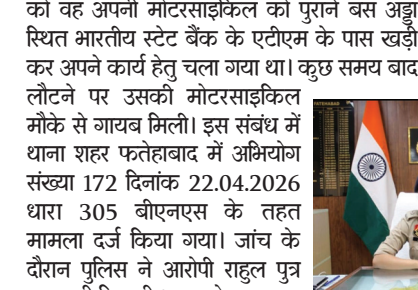 को वह अपनी मोटरसाइकिल को पुराने बस अड्डा
स्थित भारतीय स्टेट बैंक के एटीएम के पास खड़ी
कर अपने कार्य हेतु चला गया था। कुछ समय बाद
लौटने पर उसकी मोटरसाइकिल
मौके से गायब मिली। इस संबंध में
थाना शहर फतेहाबाद में अभियोग
संख्या 172 दिनांक 22.04.2026
धारा 305 बीएनएस के तहत
मामला दर्ज किया गया। जांच के
दौरान पुलिस ने आरोपी राहुल पुत्र